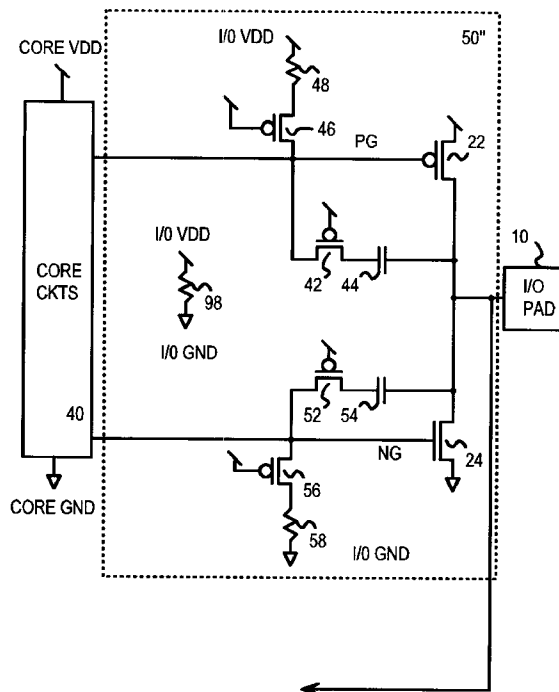 50"
CORE VDD
I/0 VDD
48
46
PG
22
I/0 VDD
10
CORE
CKTS
98
42
44
I/O
PAD
I/0 GND
52
54
40
NG
24
56
CORE GND
58
I/0 GND